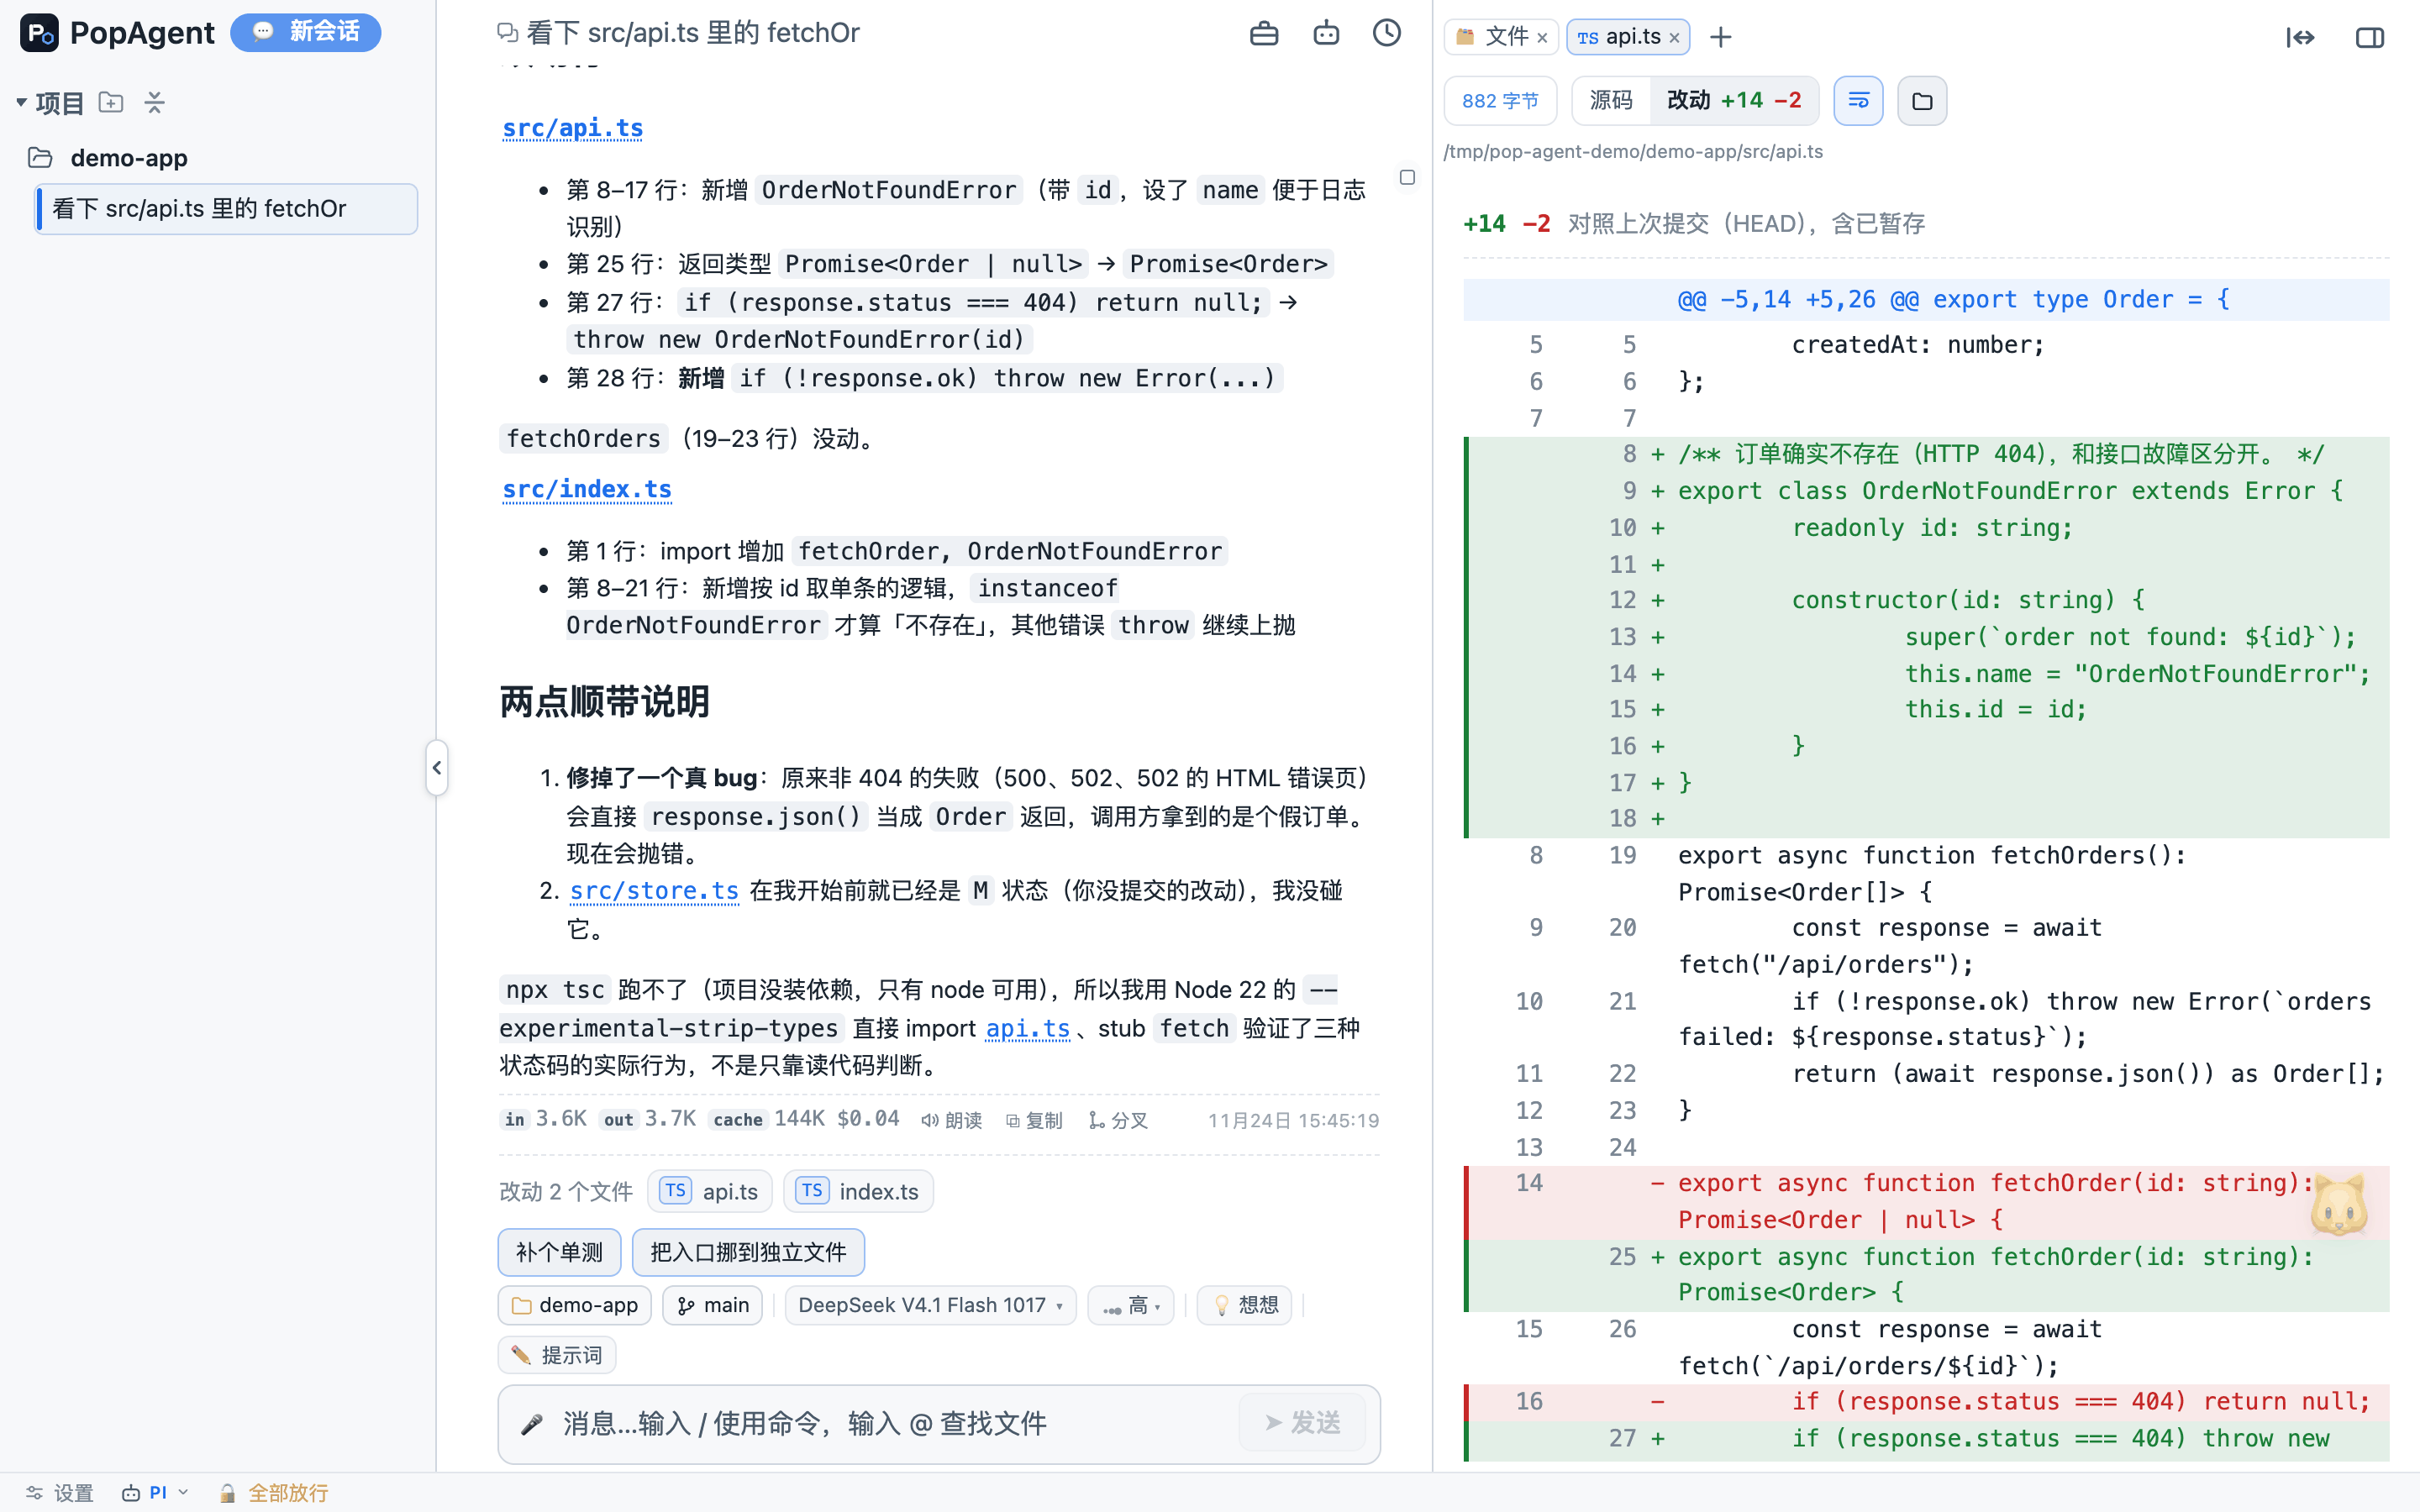 PopAgent
新会话
项目
demo-app
看下 src/api.ts 里的 fetchOr
看下 src/api.ts 里的 fetchOr
src/api.ts
第 8–17 行：新增 OrderNotFoundError（带 id，设了 name 便于日志
识别）
第 25 行：返回类型 Promise<Order | null> → Promise<Order>
第 27 行：if (response.status === 404) return null; →
throw new OrderNotFoundError(id)
第 28 行：新增 if (!response.ok) throw new Error(...)
fetchOrders（19–23 行）没动。
src/index.ts
第 1 行：import 增加 fetchOrder, OrderNotFoundError
第 8–21 行：新增按 id 取单条的逻辑，instanceof
OrderNotFoundError 才算「不存在」，其他错误 throw 继续上抛
两点顺带说明
1. 修掉了一个真 bug：原来非 404 的失败（500、502、502 的 HTML 错误页）
会直接 response.json() 当成 Order 返回，调用方拿到的是个假订单。
现在会抛错。
2. src/store.ts 在我开始前就已经是 M 状态（你没提交的改动），我没碰
它。
npx tsc 跑不了（项目没装依赖，只有 node 可用），所以我用 Node 22 的 --
experimental-strip-types 直接 import api.ts、stub fetch 验证了三种
状态码的实际行为，不是只靠读代码判断。
in 3.6K out 3.7K cache 144K $0.04 朗读 复制 分叉 11月24日 15:45:19
改动 2 个文件 TS api.ts TS index.ts
补个单测 把入口挪到独立文件
demo-app main DeepSeek V4.1 Flash 1017 高 想想
提示词
消息...输入 / 使用命令，输入 @ 查找文件 发送
设置 PI 全部放行
文件 × TS api.ts ×
882 字节 源码 改动 +14 −2
/tmp/pop-agent-demo/demo-app/src/api.ts
+14 −2 对照上次提交（HEAD），含已暂存
@@ −5,14 +5,26 @@ export type Order = {
5 5 createdAt: number;
6 6 };
7 7
8 + /** 订单确实不存在（HTTP 404），和接口故障区分开。 */
9 + export class OrderNotFoundError extends Error {
10 + readonly id: string;
11 +
12 + constructor(id: string) {
13 + super(`order not found: ${id}`);
14 + this.name = "OrderNotFoundError";
15 + this.id = id;
16 + }
17 + }
18 +
8 19 export async function fetchOrders():
Promise<Order[]> {
9 20 const response = await
fetch("/api/orders");
10 21 if (!response.ok) throw new Error(`orders
failed: ${response.status}`);
11 22 return (await response.json()) as Order[];
12 23 }
13 24
14 − export async function fetchOrder(id: string):
Promise<Order | null> {
25 + export async function fetchOrder(id: string):
Promise<Order> {
15 26 const response = await
fetch(`/api/orders/${id}`);
16 − if (response.status === 404) return null;
27 + if (response.status === 404) throw new